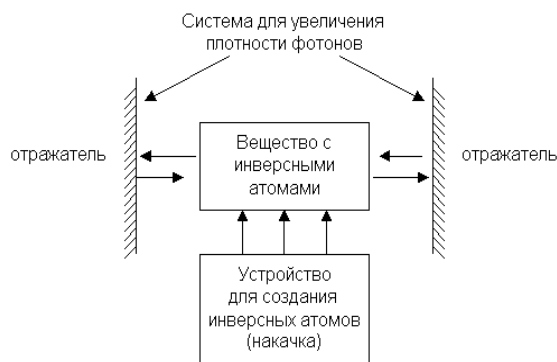 Система для увеличения
плотности фотонов
отражатель
Вещество с
инверсными
атомами
отражатель
Устройство
для создания
инверсных атомов
(накачка)